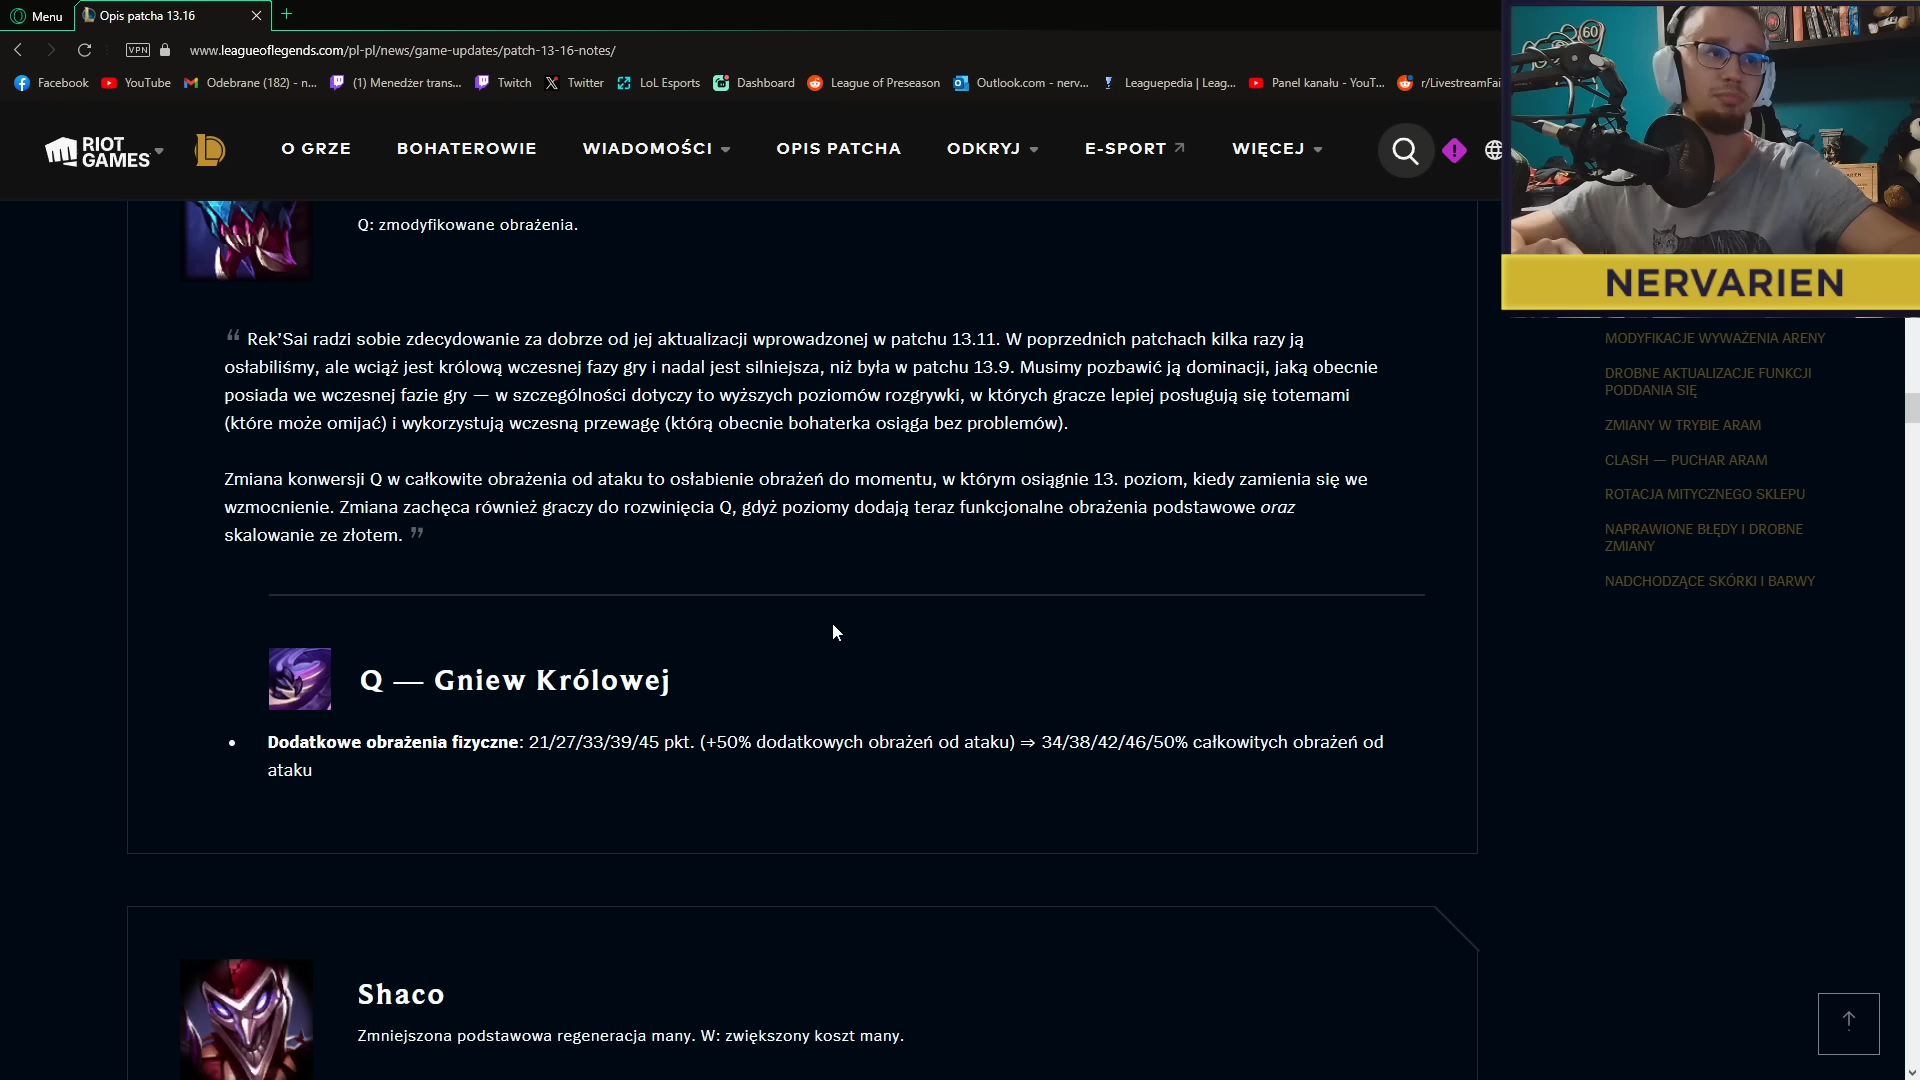 Menu
Opis patcha 13.16
VPN
www.leagueoflegends.com/pl-pl/news/game-updates/patch-13-16-notes/
Facebook
YouTube
Odebrane (182) - n...
(1) Menedżer trans...
Twitch
Twitter
LoL Esports
Dashboard
League of Preseason
Outlook.com - nerv...
Leaguepedia | Leag...
Panel kanału - YouT...
r/LivestreamFai
RIOT
GAMES
O GRZE
BOHATEROWIE
WIADOMOŚCI
OPIS PATCHA
ODKRYJ
E-SPORT
WIĘCEJ
60
NERVARIEN
Q: zmodyfikowane obrażenia.
“ Rek’Sai radzi sobie zdecydowanie za dobrze od jej aktualizacji wprowadzonej w patchu 13.11. W poprzednich patchach kilka razy ją
osłabiliśmy, ale wciąż jest królową wczesnej fazy gry i nadal jest silniejsza, niż była w patchu 13.9. Musimy pozbawić ją dominacji, jaką obecnie
posiada we wczesnej fazie gry — w szczególności dotyczy to wyższych poziomów rozgrywki, w których gracze lepiej posługują się totemami
(które może omijać) i wykorzystują wczesną przewagę (którą obecnie bohaterka osiąga bez problemów).
Zmiana konwersji Q w całkowite obrażenia od ataku to osłabienie obrażeń do momentu, w którym osiągnie 13. poziom, kiedy zamienia się we
wzmocnienie. Zmiana zachęca również graczy do rozwinięcia Q, gdyż poziomy dodają teraz funkcjonalne obrażenia podstawowe oraz
skalowanie ze złotem. ”
Q — Gniew Królowej
• Dodatkowe obrażenia fizyczne: 21/27/33/39/45 pkt. (+50% dodatkowych obrażeń od ataku) ⇒ 34/38/42/46/50% całkowitych obrażeń od
ataku
Shaco
Zmniejszona podstawowa regeneracja many. W: zwiększony koszt many.
MODYFIKACJE WYWAŻENIA ARENY
DROBNE AKTUALIZACJE FUNKCJI
PODDANIA SIĘ
ZMIANY W TRYBIE ARAM
CLASH — PUCHAR ARAM
ROTACJA MITYCZNEGO SKLEPU
NAPRAWIONE BŁĘDY I DROBNE
ZMIANY
NADCHODZĄCE SKÓRKI I BARWY